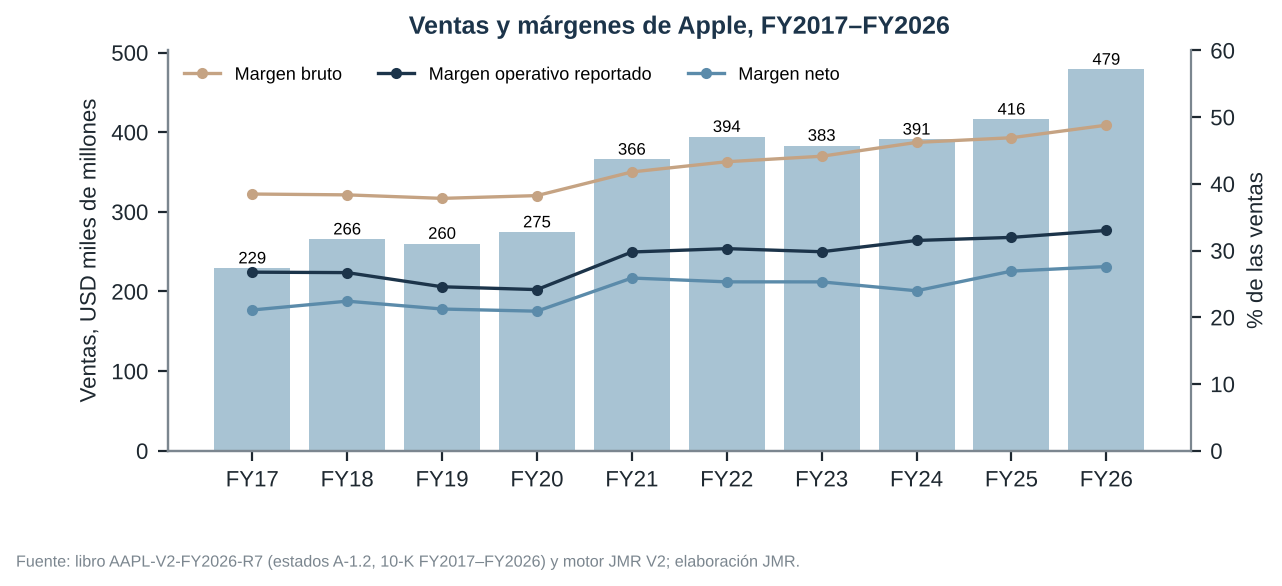 Ventas y márgenes de Apple, FY2017–FY2026
Margen bruto Margen operativo reportado Margen neto
Ventas, USD miles de millones
500
400
300
200
100
0
229 266 260 275 366 394 383 391 416 479
60
50
40
30
20
10
0
% de las ventas
FY17 FY18 FY19 FY20 FY21 FY22 FY23 FY24 FY25 FY26
Fuente: libro AAPL-V2-FY2026-R7 (estados A-1.2, 10-K FY2017–FY2026) y motor JMR V2; elaboración JMR.